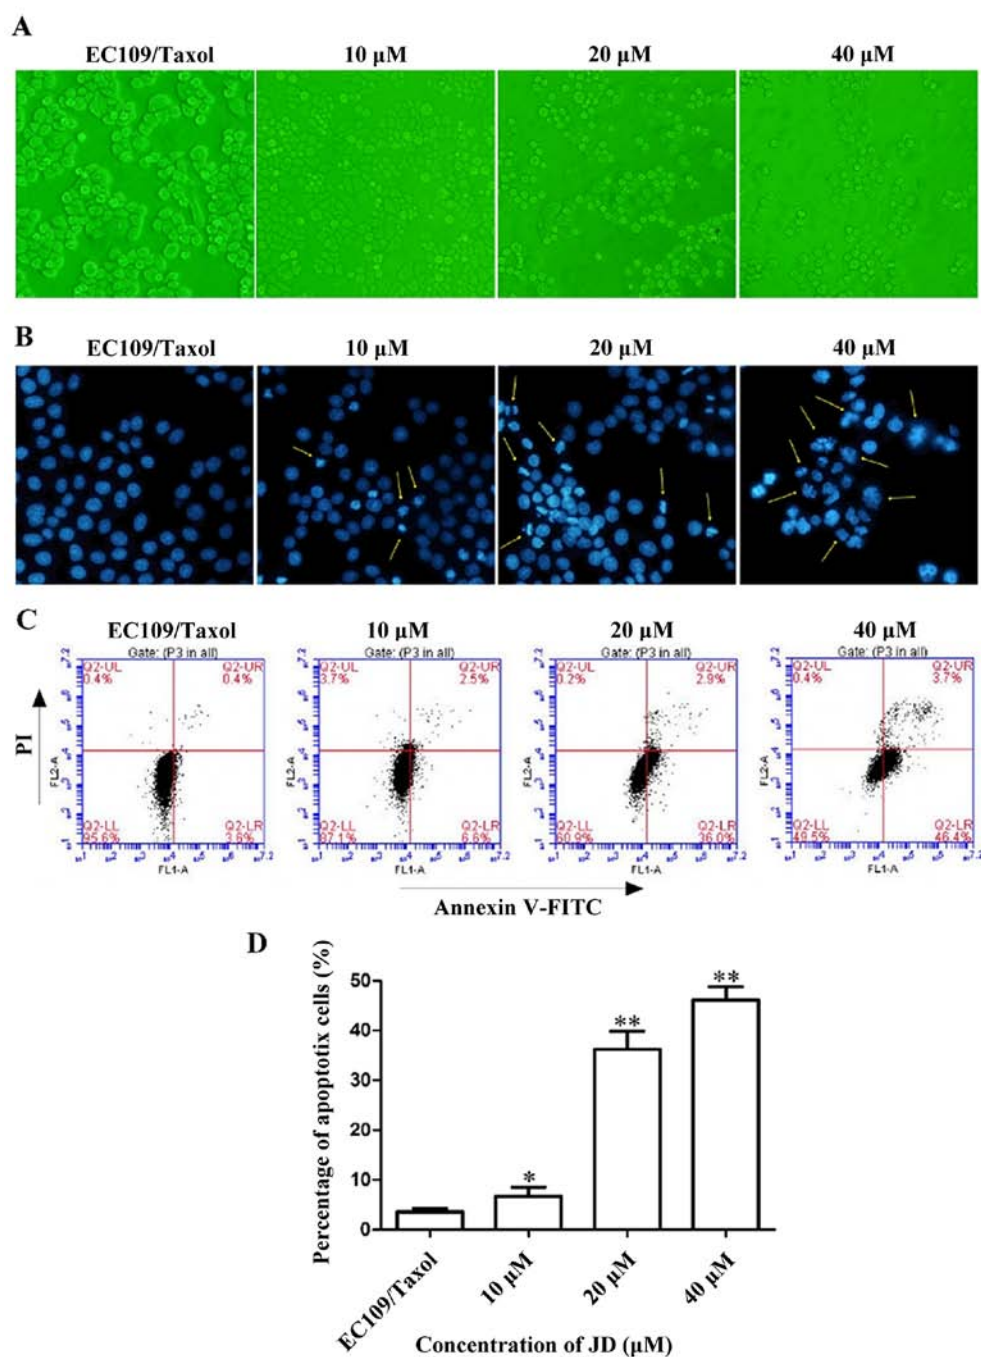 A
EC109/Taxol 10 μM 20 μM 40 μM
B
EC109/Taxol 10 μM 20 μM 40 μM
C
EC109/Taxol 10 μM 20 μM 40 μM
Gate: (P3 in all) Gate: (P3 in all) Gate: (P3 in all) Gate: (P3 in all)
Q2-UL Q2-UR Q2-UL Q2-UR Q2-UL Q2-UR Q2-UL Q2-UR
0.4% 0.4% 3.7% 2.5% 0.2% 2.9% 0.4% 3.7%
PI
FL2-A FL2-A FL2-A FL2-A
Q2-LL Q2-LR Q2-LL Q2-LR Q2-LL Q2-LR Q2-LL Q2-LR
95.6% 3.6% 87.1% 6.6% 60.9% 36.0% 49.5% 46.4%
FL1-A FL1-A FL1-A FL1-A
Annexin V-FITC
D
Percentage of apoptotix cells (%)
50
40
30
20
10
0
* ** **
EC109/Taxol 10 μM 20 μM 40 μM
Concentration of JD (μM)